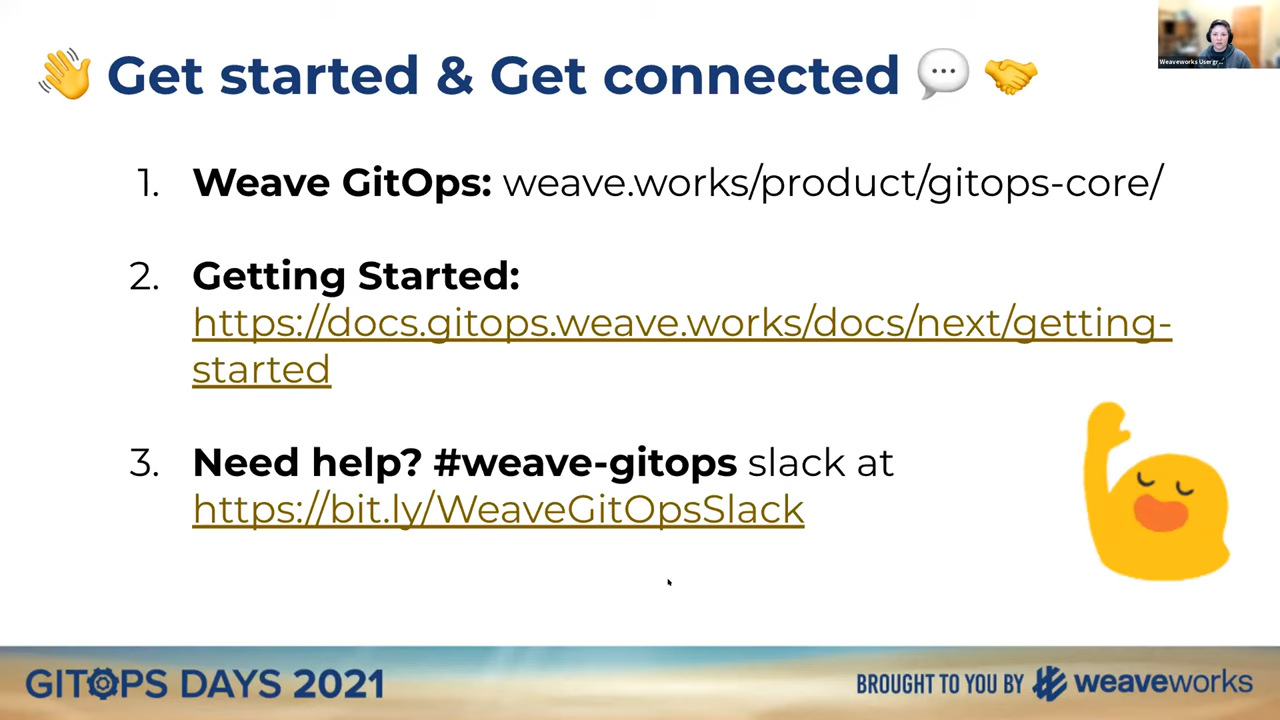 👋 Get started & Get connected 💬 🤝
Weaveworks Usergr...
1. Weave GitOps: weave.works/product/gitops-core/
2. Getting Started:
https://docs.gitops.weave.works/docs/next/getting-
started
3. Need help? #weave-gitops slack at
https://bit.ly/WeaveGitOpsSlack
GITOPS DAYS 2021
BROUGHT TO YOU BY weaveworks